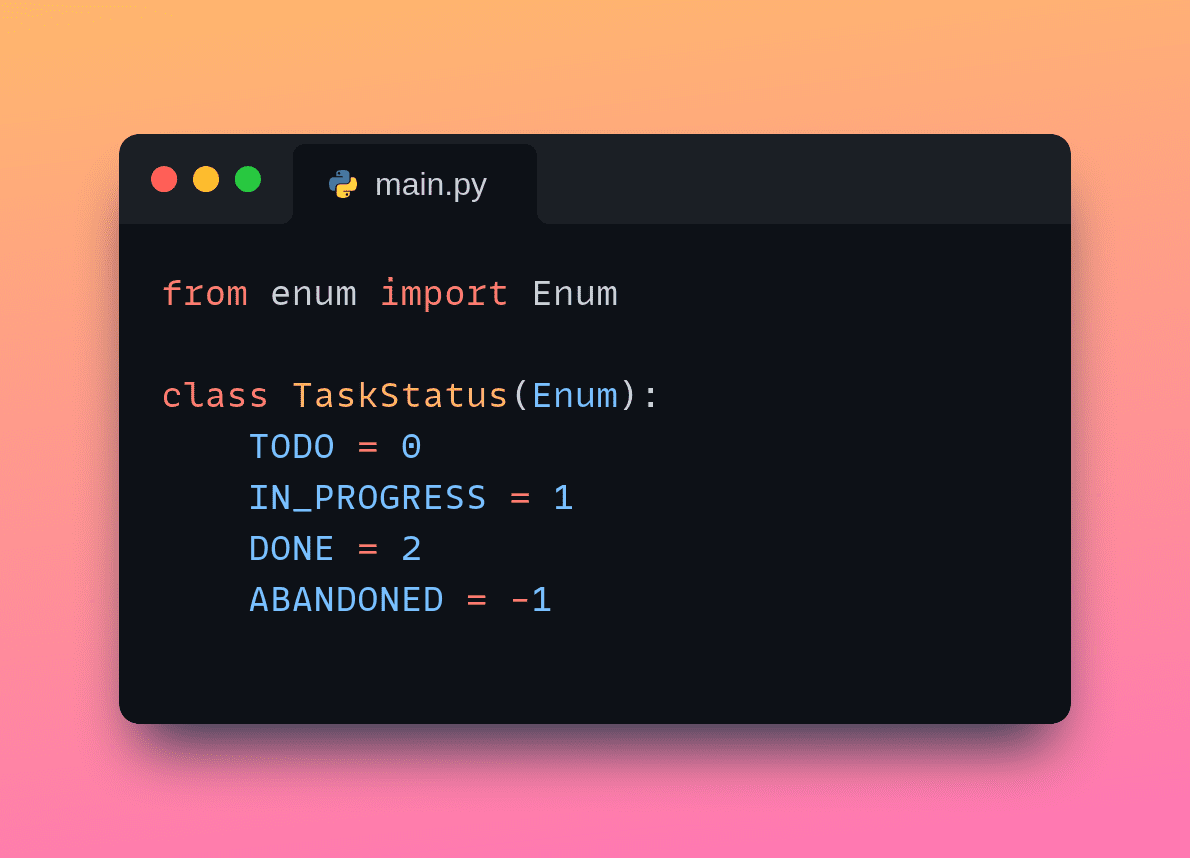 main.py
from enum import Enum
class TaskStatus(Enum):
    TODO = 0
    IN_PROGRESS = 1
    DONE = 2
    ABANDONED = -1